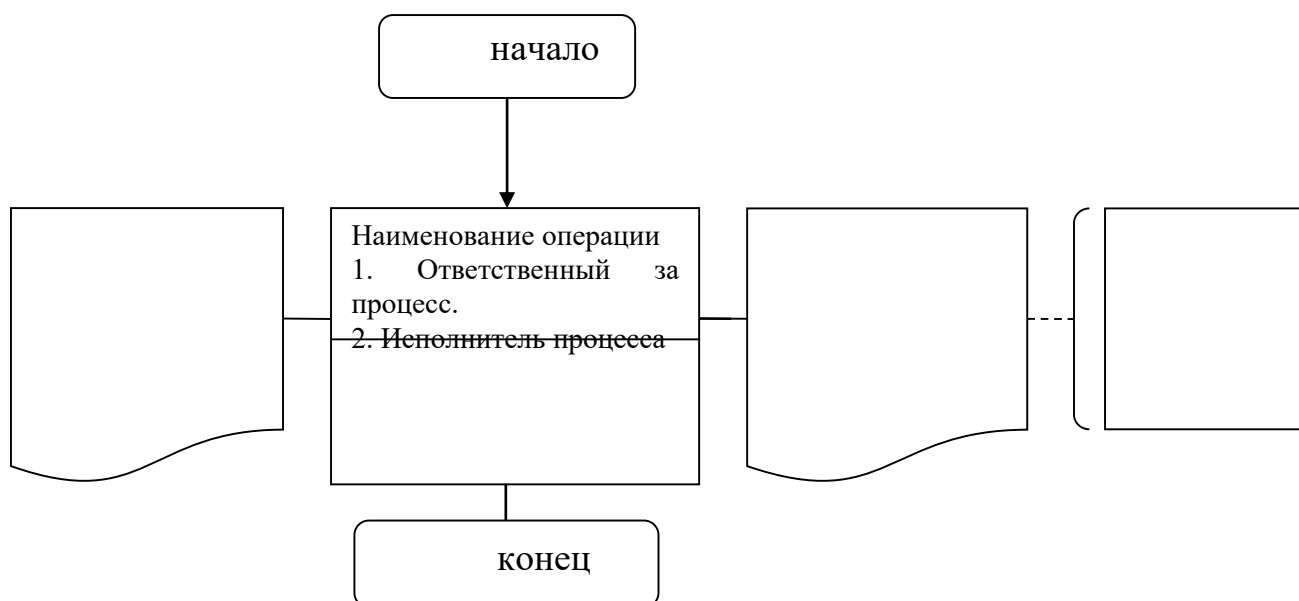 начало
Наименование операции
1. Ответственный за
процесс.
2. Исполнитель процесса
конец